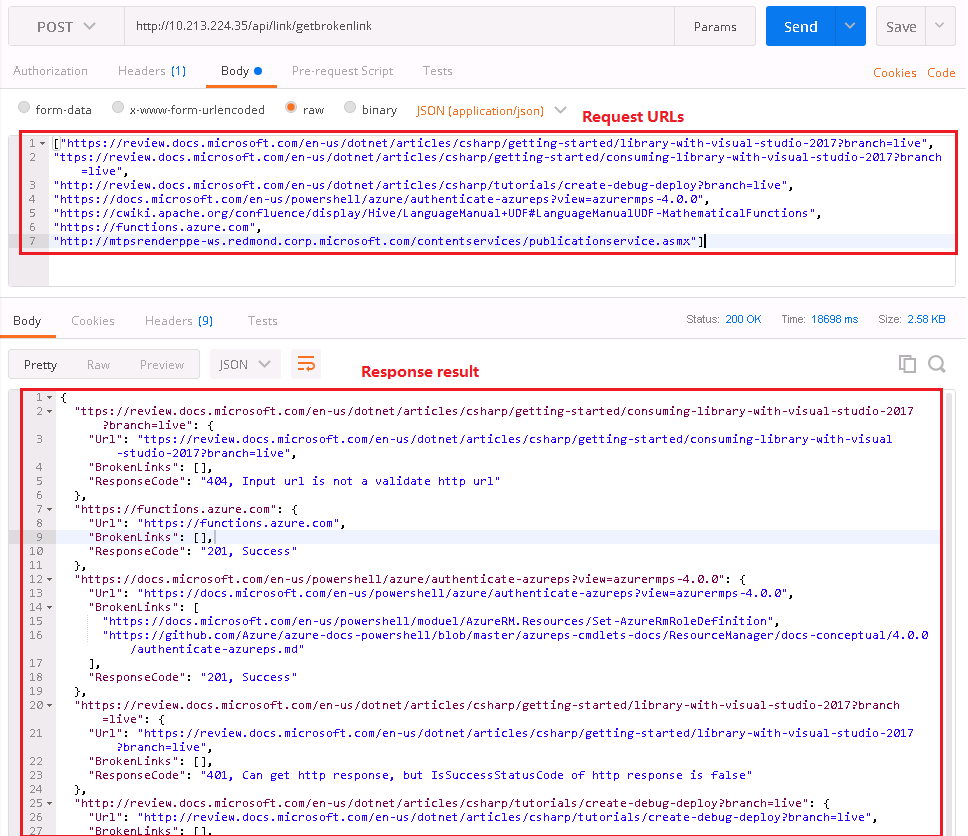 POST http://10.213.224.35/api/link/getbrokenlink Params Send Save
Authorization Headers (1) Body Pre-request Script Tests Cookies Code
form-data x-www-form-urlencoded raw binary JSON (application/json) Request URLs
1 ["https://review.docs.microsoft.com/en-us/dotnet/articles/csharp/getting-started/library-with-visual-studio-2017?branch=live",
2 "ttps://review.docs.microsoft.com/en-us/dotnet/articles/csharp/getting-started/consuming-library-with-visual-studio-2017?branch
=live",
3 "http://review.docs.microsoft.com/en-us/dotnet/articles/csharp/tutorials/create-debug-deploy?branch=live",
4 "https://docs.microsoft.com/en-us/powershell/azure/authenticate-azureps?view=azurermps-4.0.0",
5 "https://cwiki.apache.org/confluence/display/Hive/LanguageManual+UDF#LanguageManualUDF-MathematicalFunctions",
6 "https://functions.azure.com",
7 "http://mtpsrenderppe-ws.redmond.corp.microsoft.com/contentservices/publicationservice.asmx"]
Body Cookies Headers (9) Tests Status: 200 OK Time: 18698 ms Size: 2.58 KB
Pretty Raw Preview JSON
Response result
1 {
2 "ttps://review.docs.microsoft.com/en-us/dotnet/articles/csharp/getting-started/consuming-library-with-visual-studio-2017
?branch=live": {
3 "Url": "ttps://review.docs.microsoft.com/en-us/dotnet/articles/csharp/getting-started/consuming-library-with-visual
-studio-2017?branch=live",
4 "BrokenLinks": [],
5 "ResponseCode": "404, Input url is not a validate http url"
6 },
7 "https://functions.azure.com": {
8 "Url": "https://functions.azure.com",
9 "BrokenLinks": [],
10 "ResponseCode": "201, Success"
11 },
12 "https://docs.microsoft.com/en-us/powershell/azure/authenticate-azureps?view=azurermps-4.0.0": {
13 "Url": "https://docs.microsoft.com/en-us/powershell/azure/authenticate-azureps?view=azurermps-4.0.0",
14 "BrokenLinks": [
15 "https://docs.microsoft.com/en-us/powershell/moduel/AzureRM.Resources/Set-AzureRmRoleDefinition",
16 "https://github.com/Azure/azure-docs-powershell/blob/master/azureps-cmdlets-docs/ResourceManager/docs-conceptual/4.0.0
/authenticate-azureps.md"
17 ],
18 "ResponseCode": "201, Success"
19 },
20 "https://review.docs.microsoft.com/en-us/dotnet/articles/csharp/getting-started/library-with-visual-studio-2017?branch
=live": {
21 "Url": "https://review.docs.microsoft.com/en-us/dotnet/articles/csharp/getting-started/library-with-visual-studio-2017
?branch=live",
22 "BrokenLinks": [],
23 "ResponseCode": "401, Can get http response, but IsSuccessStatusCode of http response is false"
24 },
25 "http://review.docs.microsoft.com/en-us/dotnet/articles/csharp/tutorials/create-debug-deploy?branch=live": {
26 "Url": "http://review.docs.microsoft.com/en-us/dotnet/articles/csharp/tutorials/create-debug-deploy?branch=live",
27 "BrokenLinks": [],